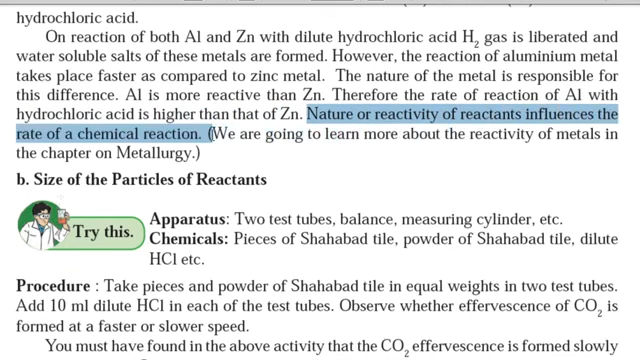 hydrochloric acid.
On reaction of both Al and Zn with dilute hydrochloric acid H₂ gas is liberated and
water soluble salts of these metals are formed. However, the reaction of aluminium metal
takes place faster as compared to zinc metal. The nature of the metal is responsible for
this difference. Al is more reactive than Zn. Therefore the rate of reaction of Al with
hydrochloric acid is higher than that of Zn. Nature or reactivity of reactants influences the
rate of a chemical reaction. (We are going to learn more about the reactivity of metals in
the chapter on Metallurgy.)
b. Size of the Particles of Reactants
Try this.
Apparatus: Two test tubes, balance, measuring cylinder, etc.
Chemicals: Pieces of Shahabad tile, powder of Shahabad tile, dilute
HCl etc.
Procedure : Take pieces and powder of Shahabad tile in equal weights in two test tubes.
Add 10 ml dilute HCl in each of the test tubes. Observe whether effervescence of CO₂ is
formed at a faster or slower speed.
You must have found in the above activity that the CO₂ effervescence is formed slowly